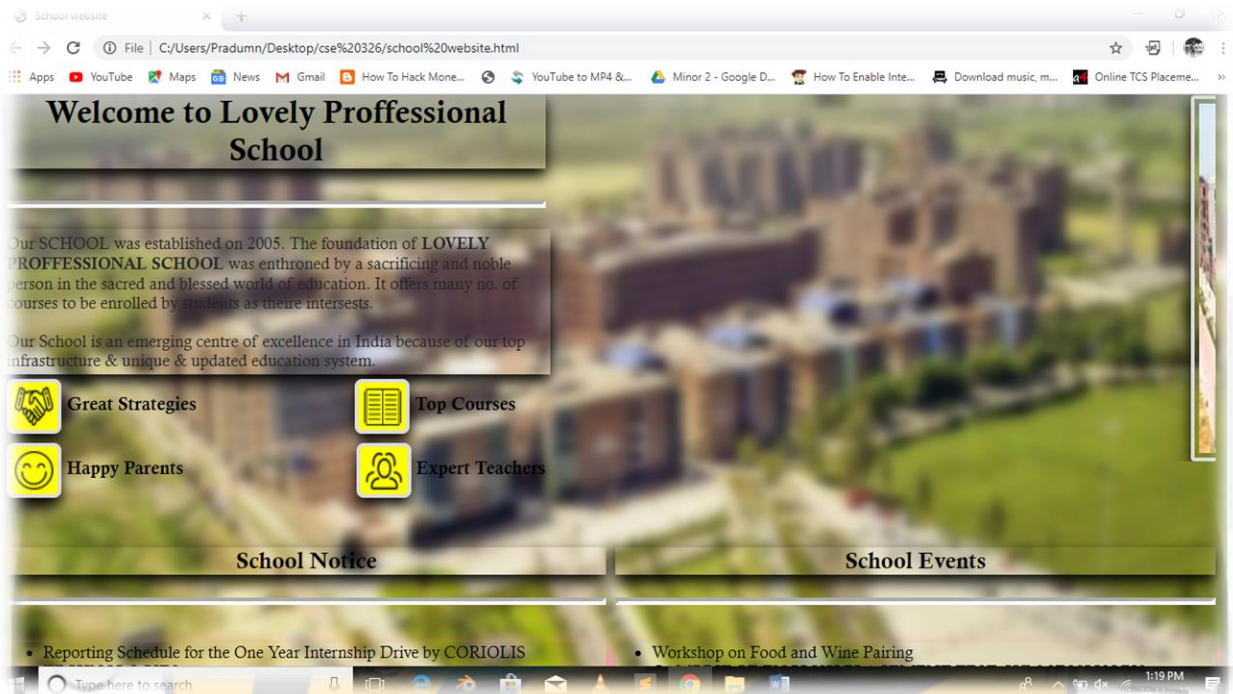 School website
File | C:/Users/Pradumn/Desktop/cse%20326/school%20website.html
Apps YouTube Maps News Gmail How To Hack Mone... YouTube to MP4 &... Minor 2 - Google D... How To Enable Inte... Download music, m... Online TCS Placeme... »
Welcome to Lovely Proffessional
School
Our SCHOOL was established on 2005. The foundation of LOVELY
PROFFESSIONAL SCHOOL was enthroned by a sacrificing and noble
person in the sacred and blessed world of education. It offers many no. of
courses to be enrolled by students as theire intersests.
Our School is an emerging centre of excellence in India because of our top
infrastructure & unique & updated education system.
Great Strategies Top Courses
Happy Parents Expert Teachers
School Notice School Events
• Reporting Schedule for the One Year Internship Drive by CORIOLIS
• Workshop on Food and Wine Pairing
Type here to search
1:19 PM